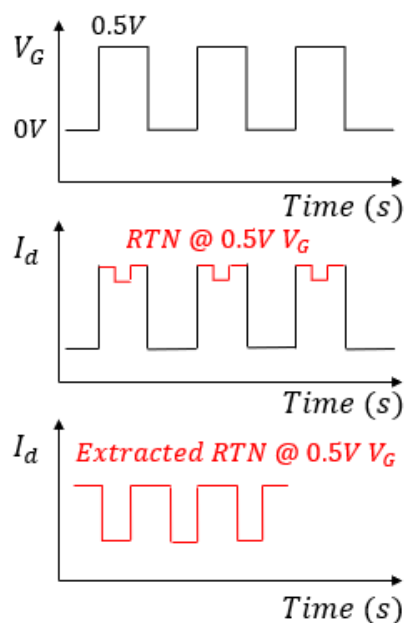 0.5V
V_G
0V
Time (s)
RTN @ 0.5V V_G
I_d
Time (s)
I_d
Extracted RTN @ 0.5V V_G
Time (s)